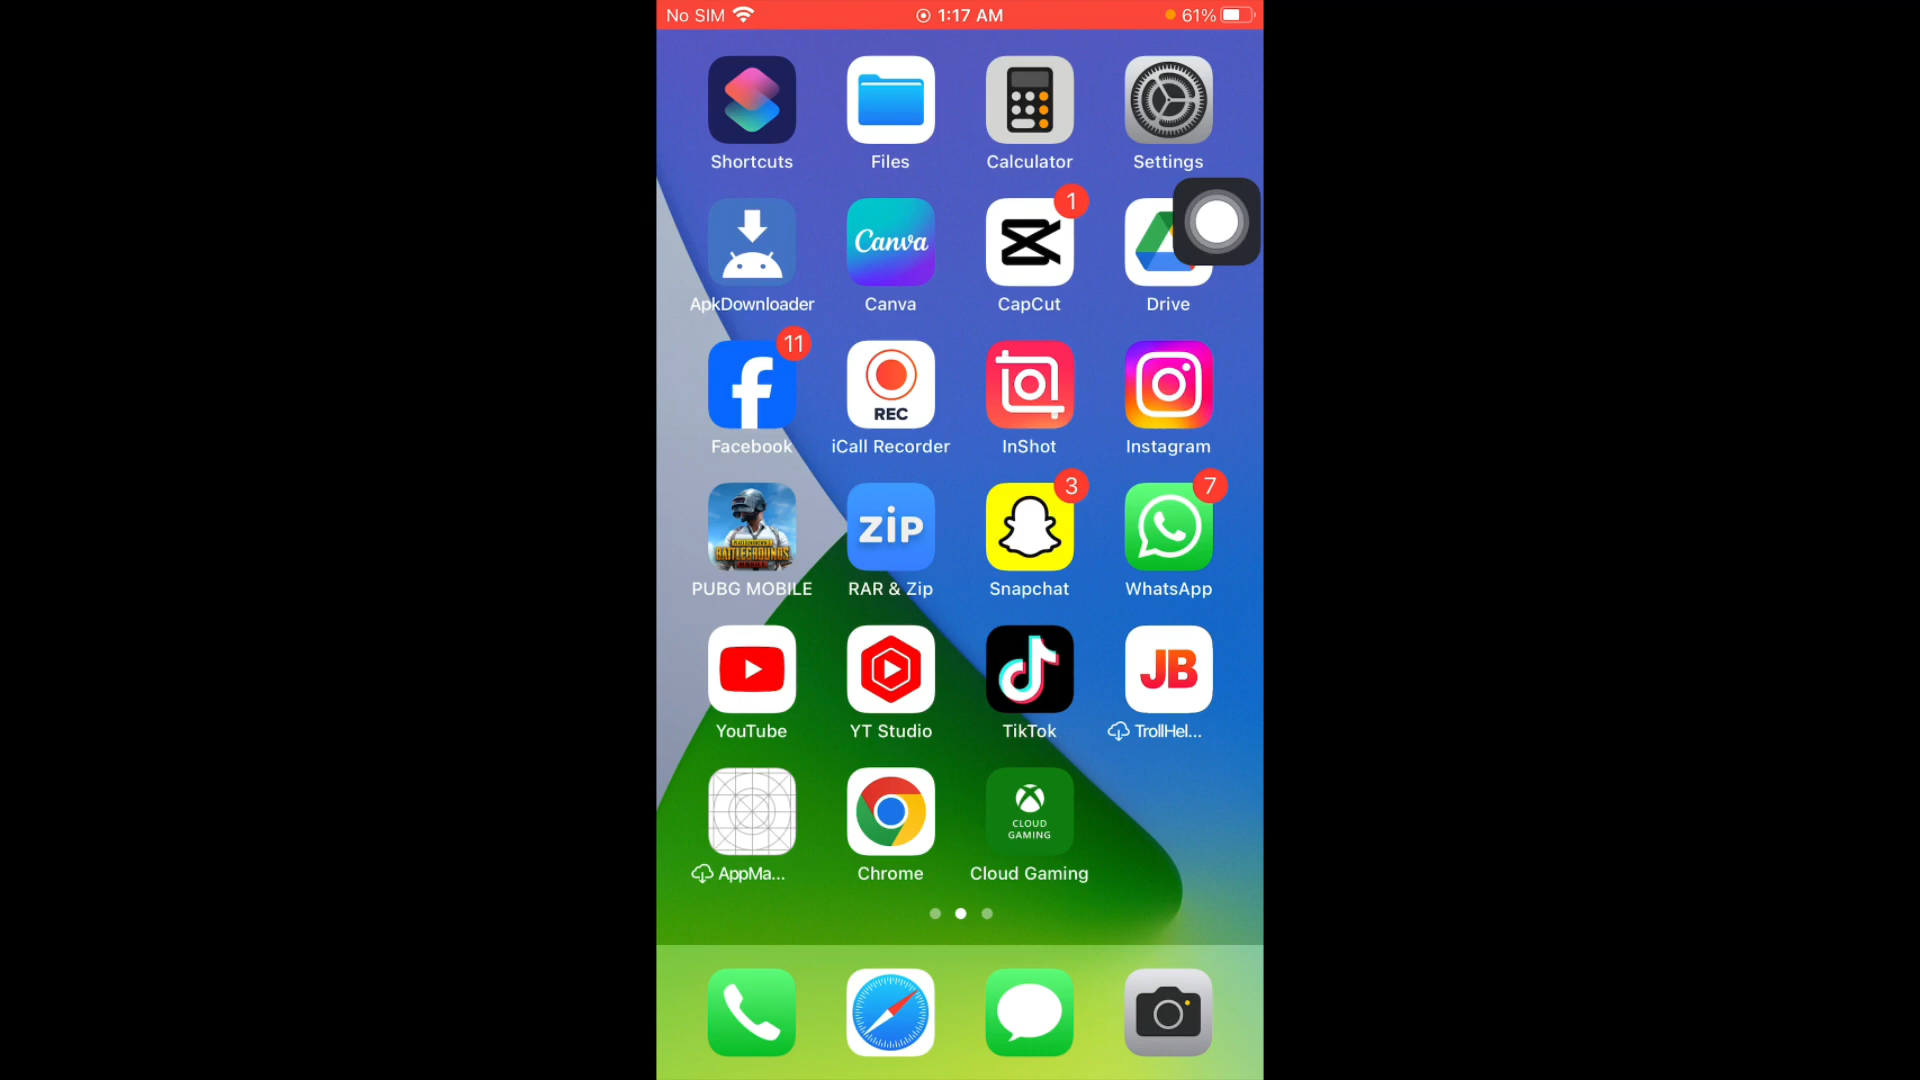 No SIM 1:17 AM 61%
Shortcuts Files Calculator Settings
1
Canva
ApkDownloader Canva CapCut Drive
11
REC
Facebook iCall Recorder InShot Instagram
3 7
BATTLEGROUNDS
zip
PUBG MOBILE RAR & Zip Snapchat WhatsApp
JB
YouTube YT Studio TikTok TrollHel...
CLOUD
GAMING
AppMa... Chrome Cloud Gaming